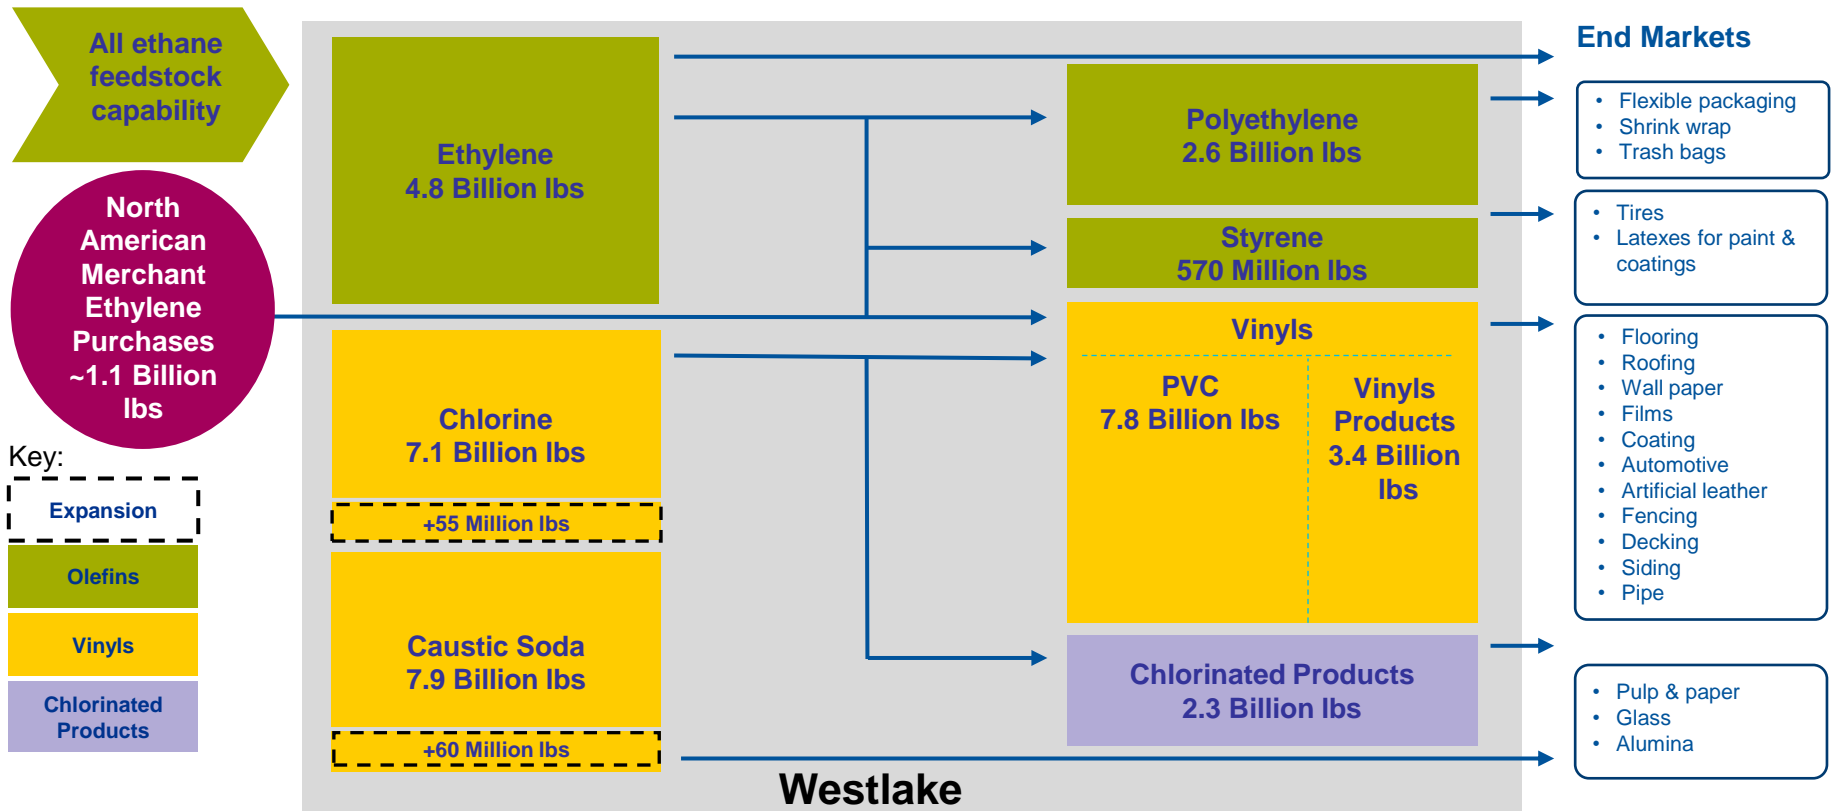 All ethane
feedstock
capability
North
American
Merchant
Ethylene
Purchases
~1.1 Billion
lbs
Key:
Expansion
Olefins
Vinyls
Chlorinated
Products
Ethylene
4.8 Billion lbs
Chlorine
7.1 Billion lbs
+55 Million lbs
Caustic Soda
7.9 Billion lbs
+60 Million lbs
Polyethylene
2.6 Billion lbs
Styrene
570 Million lbs
Vinyls
PVC
7.8 Billion lbs
Vinyls
Products
3.4 Billion
lbs
Chlorinated Products
2.3 Billion lbs
Westlake
End Markets
• Flexible packaging
• Shrink wrap
• Trash bags
• Tires
• Latexes for paint &
coatings
• Flooring
• Roofing
• Wall paper
• Films
• Coating
• Automotive
• Artificial leather
• Fencing
• Decking
• Siding
• Pipe
• Pulp & paper
• Glass
• Alumina